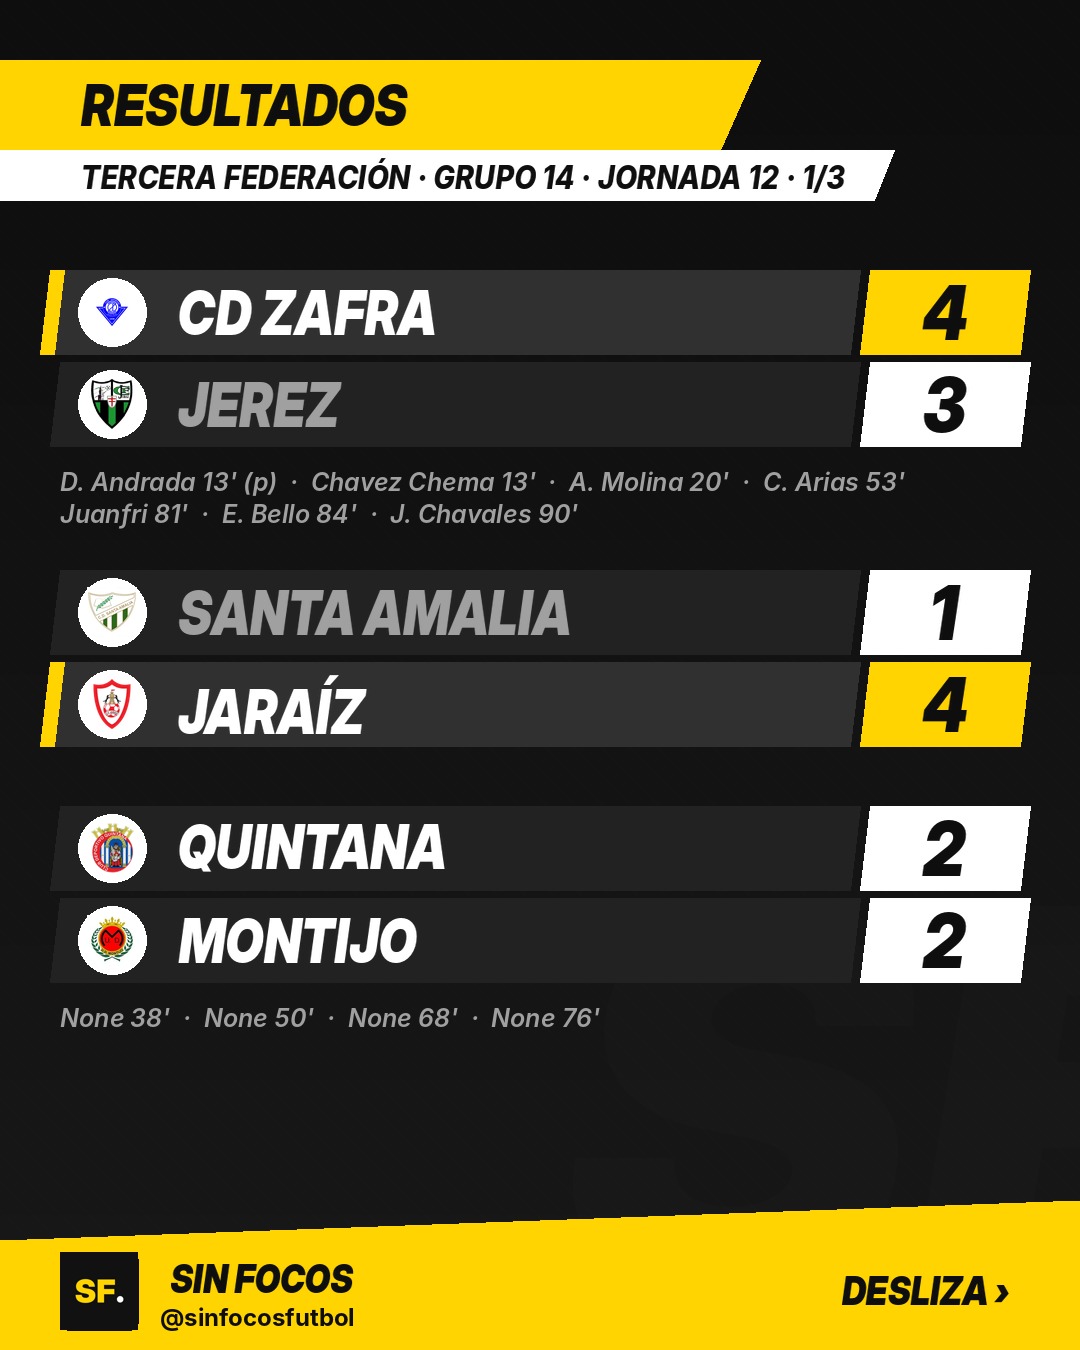 RESULTADOS
TERCERA FEDERACIÓN · GRUPO 14 · JORNADA 12 · 1/3
CD ZAFRA 4
JEREZ 3
D. Andrada 13' (p) · Chavez Chema 13' · A. Molina 20' · C. Arias 53'
Juanfri 81' · E. Bello 84' · J. Chavales 90'
SANTA AMALIA 1
JARAÍZ 4
QUINTANA 2
MONTIJO 2
None 38' · None 50' · None 68' · None 76'
SF.
SIN FOCOS
@sinfocosfutbol
DESLIZA ›